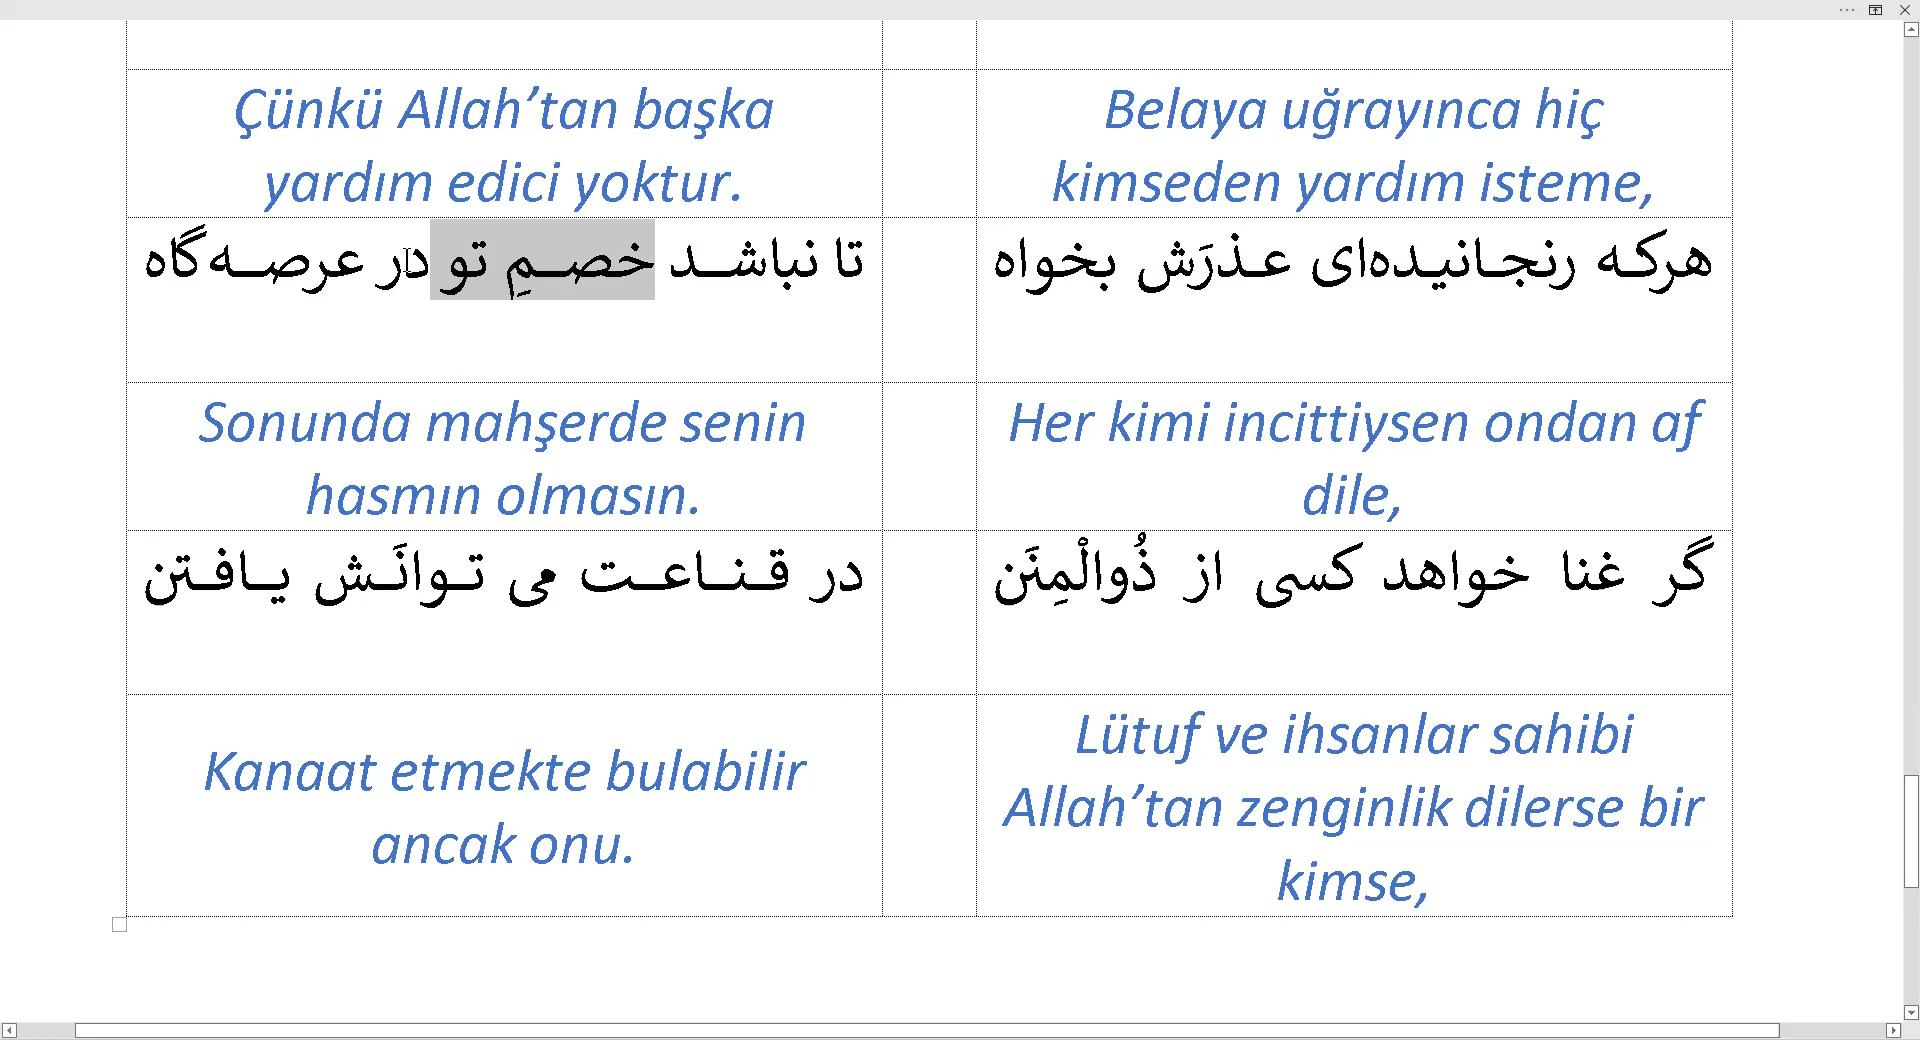 Belaya uğrayınca hiç
kimseden yardım isteme,
Çünkü Allah’tan başka
yardım edici yoktur.
هرکه رنجانیده‌ای عذرَش بخواه
تا نباشد خصمِ تو در عرصه‌گاه
Her kimi incittiysen ondan af
dile,
Sonunda mahşerde senin
hasmın olmasın.
گر غنا خواهد کسی از ذُوالْمِنَن
در قناعت می توانَش یافتن
Lütuf ve ihsanlar sahibi
Allah’tan zenginlik dilerse bir
kimse,
Kanaat etmekte bulabilir
ancak onu.